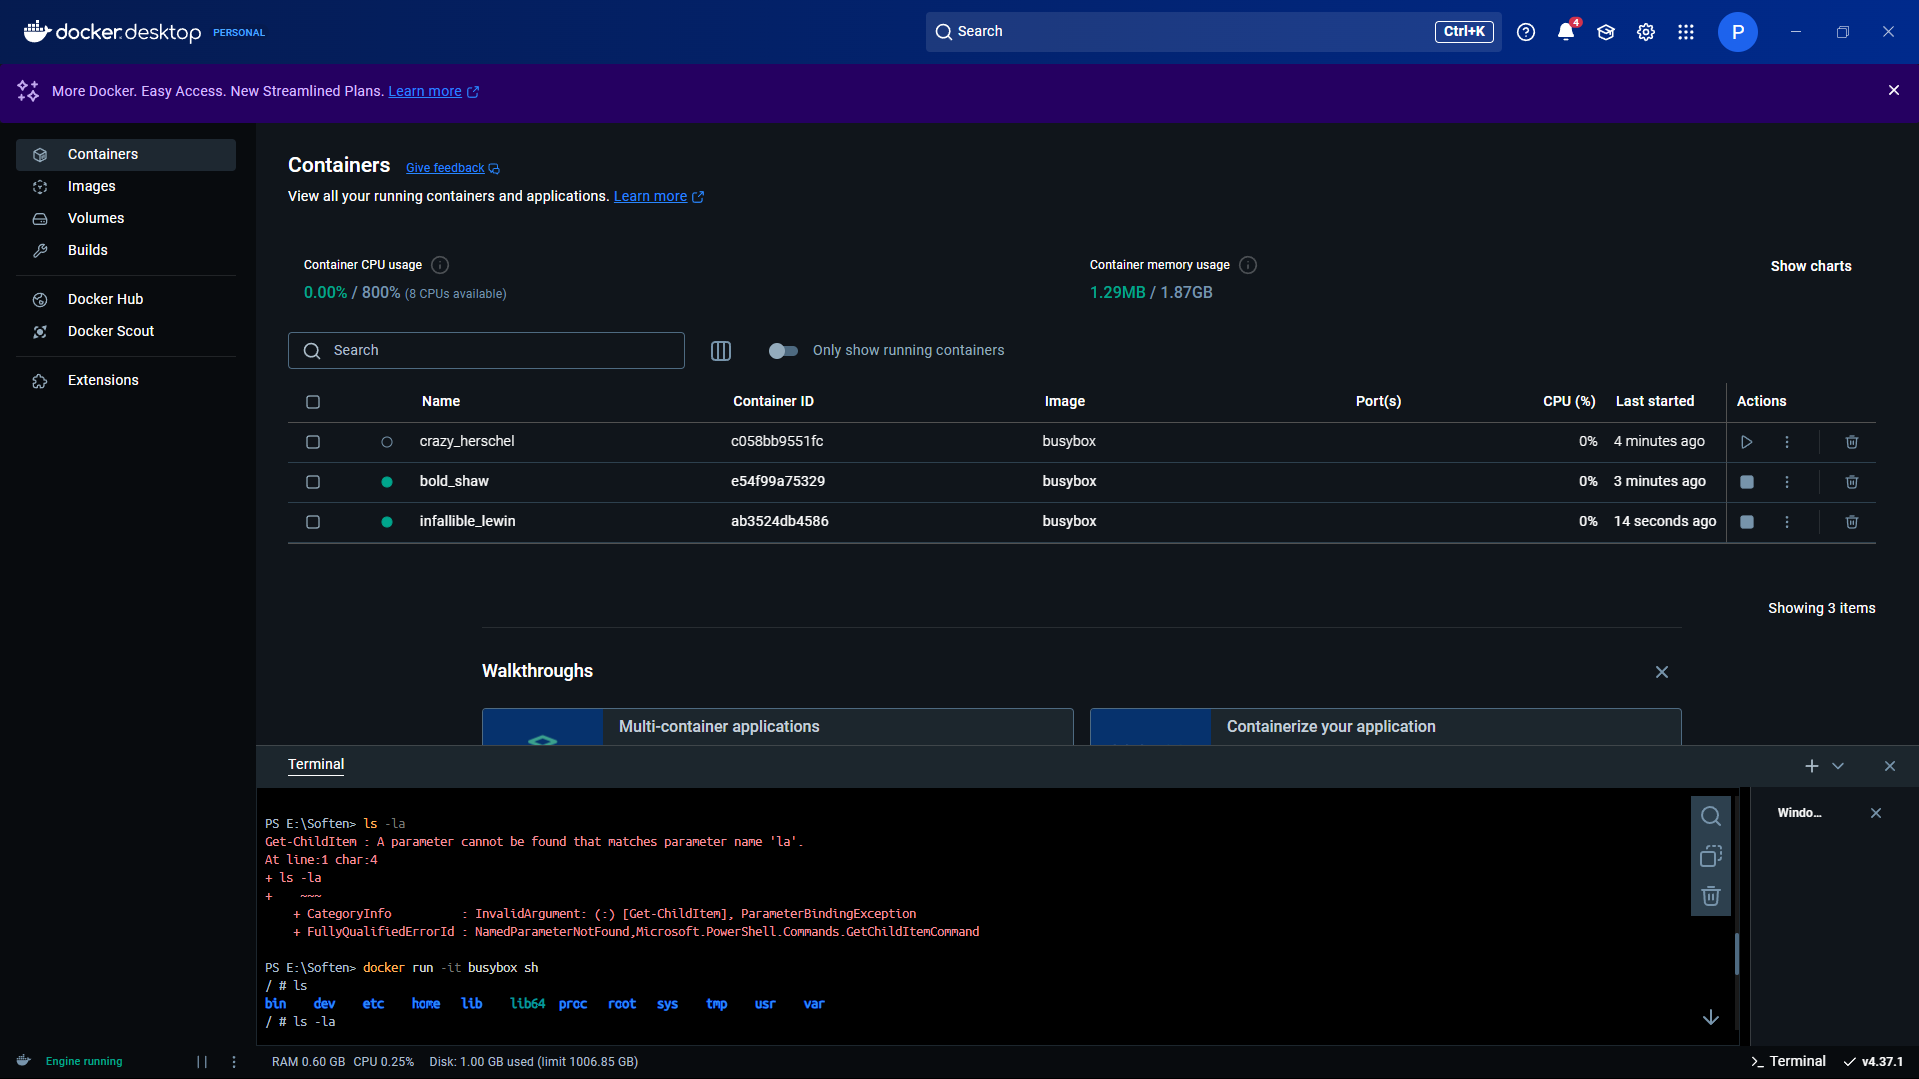 docker desktop PERSONAL
Search Ctrl+K
4
P
More Docker. Easy Access. New Streamlined Plans. Learn more
Containers
Images
Volumes
Builds
Docker Hub
Docker Scout
Extensions
Containers Give feedback
View all your running containers and applications. Learn more
Container CPU usage
0.00% / 800% (8 CPUs available)
Container memory usage
1.29MB / 1.87GB
Show charts
Search
Only show running containers
Name Container ID Image Port(s) CPU (%) Last started Actions
crazy_herschel c058bb9551fc busybox 0% 4 minutes ago
bold_shaw e54f99a75329 busybox 0% 3 minutes ago
infallible_lewin ab3524db4586 busybox 0% 14 seconds ago
Showing 3 items
Walkthroughs
Multi-container applications
Containerize your application
Terminal
PS E:\Soften> ls -la
Get-ChildItem : A parameter cannot be found that matches parameter name 'la'.
At line:1 char:4
+ ls -la
+    ~~~
    + CategoryInfo          : InvalidArgument: (:) [Get-ChildItem], ParameterBindingException
    + FullyQualifiedErrorId : NamedParameterNotFound,Microsoft.PowerShell.Commands.GetChildItemCommand
PS E:\Soften> docker run -it busybox sh
/ # ls
bin    dev    etc    home   lib    lib64  proc   root   sys    tmp    usr    var
/ # ls -la
Windo...
Engine running
RAM 0.60 GB CPU 0.25% Disk: 1.00 GB used (limit 1006.85 GB)
>_ Terminal
v4.37.1